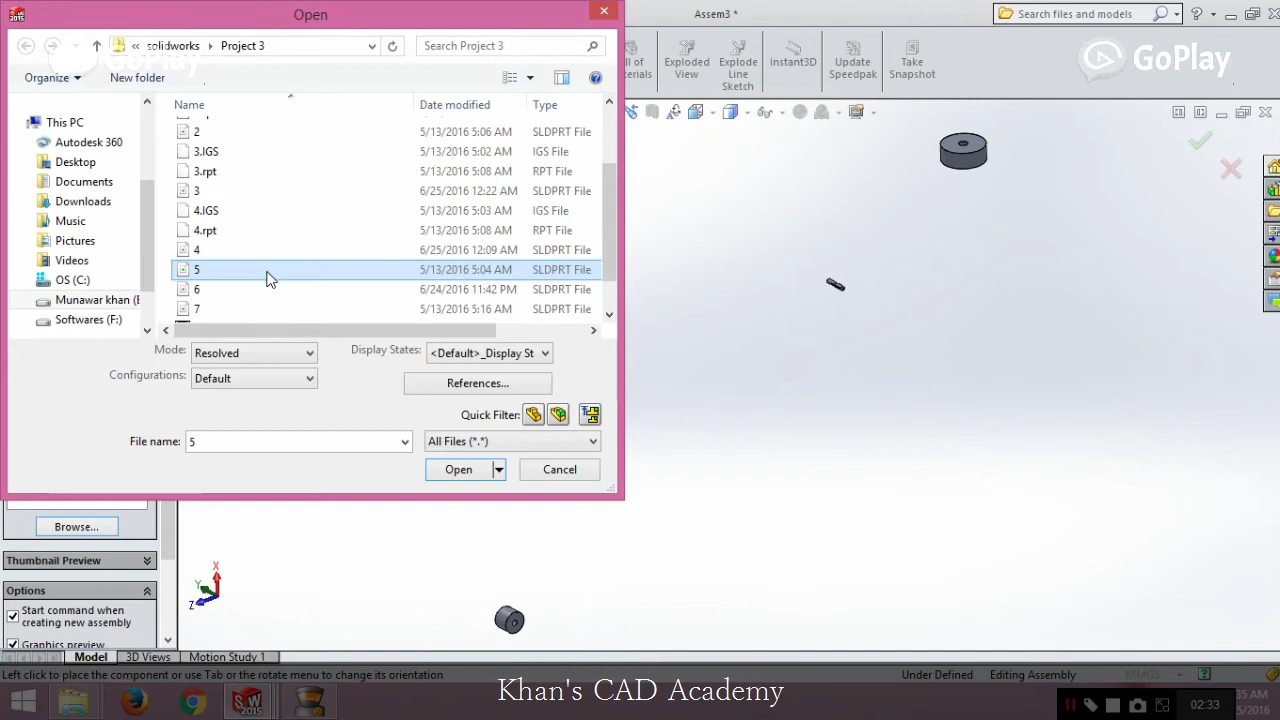 Open
SW 2015
Assem3 *
Search files and models
« solidworks Project 3
Search Project 3
GoPlay
GoPlay
Organize New folder
Exploded View
Explode Line Sketch
Instant3D
Update Speedpak
Take Snapshot
Name Date modified Type
This PC
Autodesk 360
Desktop
Documents
Downloads
Music
Pictures
Videos
OS (C:)
Munawar khan (E
Softwares (F:)
2 5/13/2016 5:06 AM SLDPRT File
3.IGS 5/13/2016 5:02 AM IGS File
3.rpt 5/13/2016 5:08 AM RPT File
3 6/25/2016 12:22 AM SLDPRT File
4.IGS 5/13/2016 5:03 AM IGS File
4.rpt 5/13/2016 5:08 AM RPT File
4 6/25/2016 12:09 AM SLDPRT File
5 5/13/2016 5:04 AM SLDPRT File
6 6/24/2016 11:42 PM SLDPRT File
7 5/13/2016 5:16 AM SLDPRT File
Mode: Resolved
Display States: <Default>_Display St
Configurations: Default
References...
Quick Filter:
File name: 5
All Files (*.*)
Open Cancel
Browse...
Thumbnail Preview
Options
Start command when creating new assembly
Graphics preview
X
Y
Z
Model 3D Views Motion Study 1
Left click to place the component or use Tab or the rotate menu to change its orientation
Under Defined Editing Assembly MMGS
Khan's CAD Academy
02:33